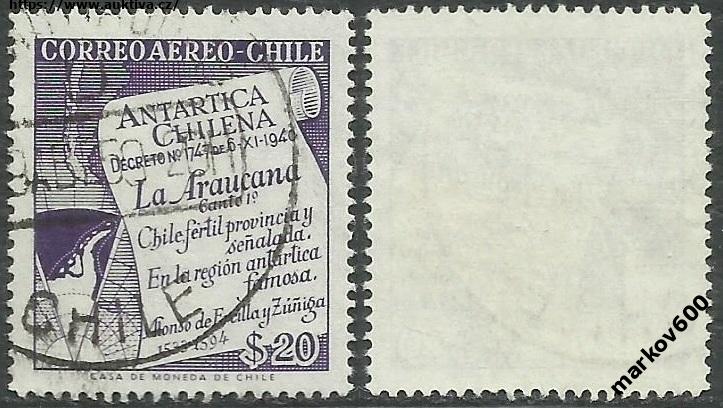 https://www.auktiva.cz/
CORREO AEREO-CHILE
ANTARTICA
CHILENA
DECRETO Nº 1747 DE 6-XI-1940
La Araucana
Canto 1º
Chile fértil provincia y
señalada.
En la región antártica
famosa.
Alonso de Ercilla y Zúñiga
1533-1594
$ 20
CHILE
CASA DE MONEDA DE CHILE
markov600